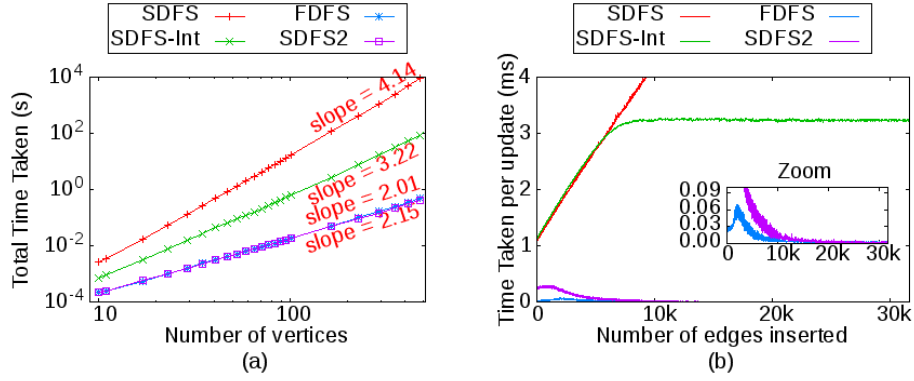 SDFS
FDFS
SDFS-Int
SDFS2
Total Time Taken (s)
10^4
10^2
10^0
10^-2
10^-4
slope = 4.14
slope = 3.22
slope = 2.01
slope = 2.15
10
100
Number of vertices
(a)
SDFS
FDFS
SDFS-Int
SDFS2
Time Taken per update (ms)
4
3
2
1
0
Zoom
0.09
0.06
0.03
0.00
0
10k
20k
30k
0
10k
20k
30k
Number of edges inserted
(b)